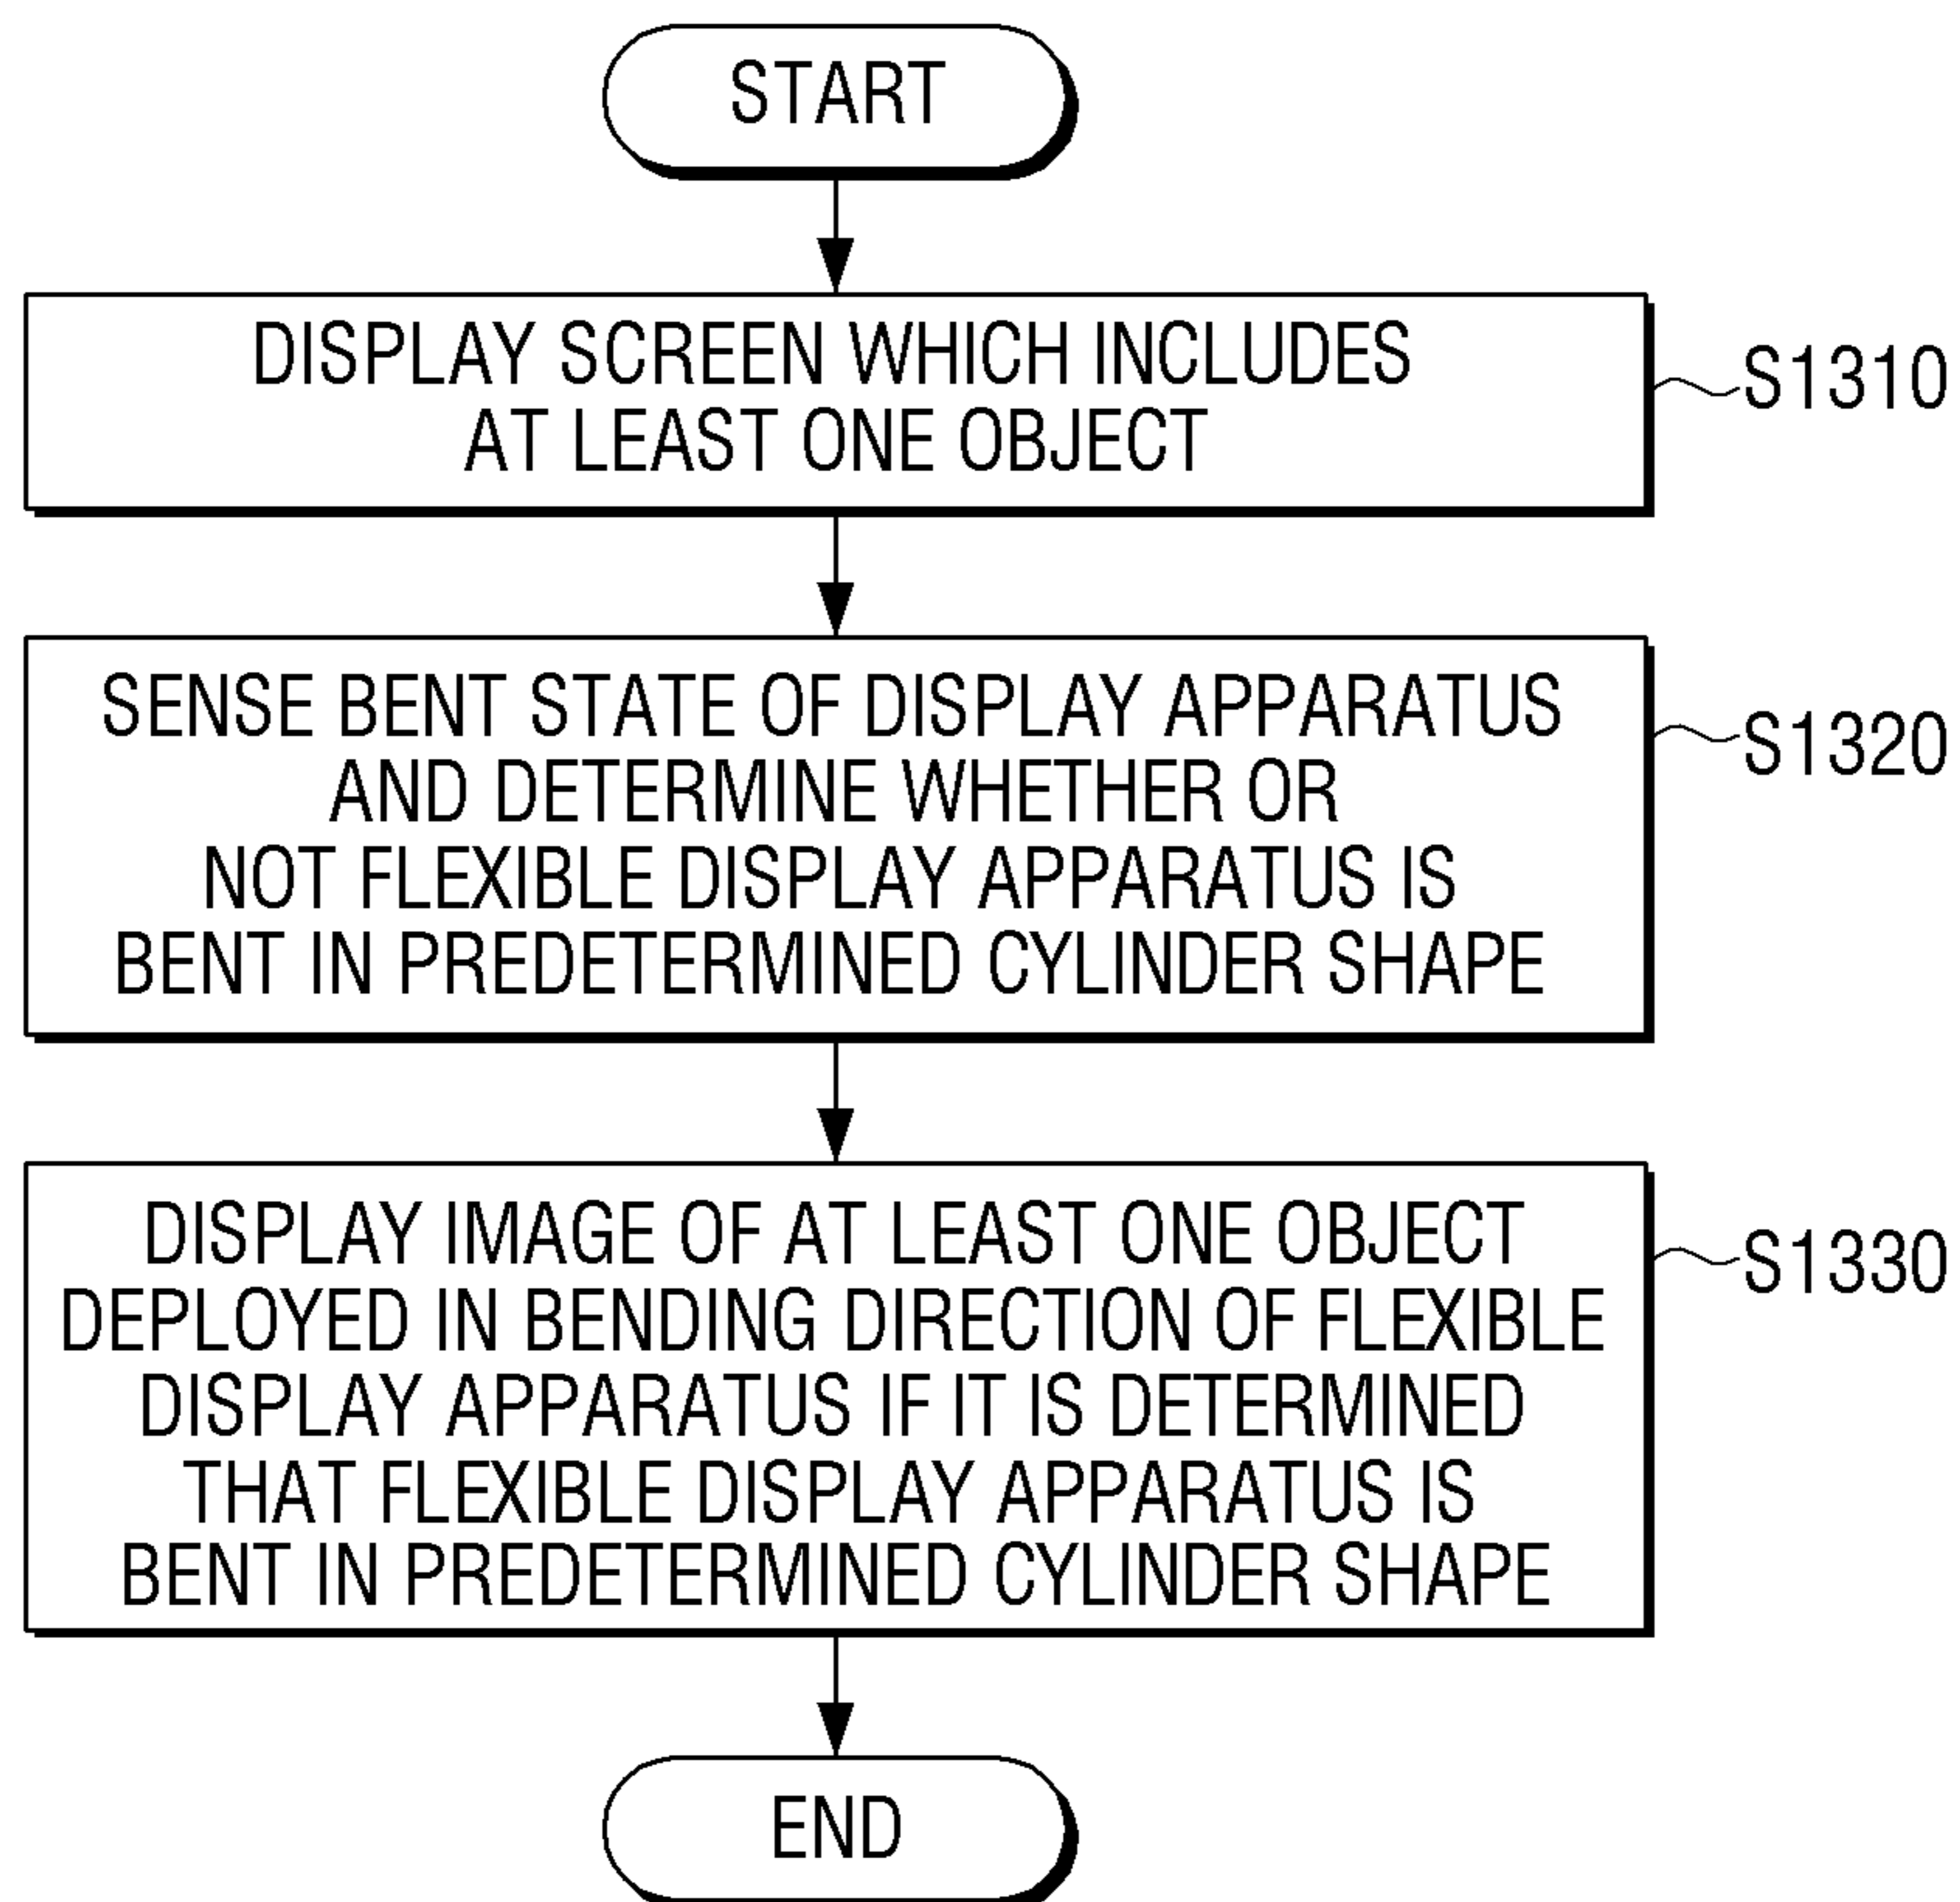 START
DISPLAY SCREEN WHICH INCLUDES
AT LEAST ONE OBJECT
S1310
SENSE BENT STATE OF DISPLAY APPARATUS
AND DETERMINE WHETHER OR
NOT FLEXIBLE DISPLAY APPARATUS IS
BENT IN PREDETERMINED CYLINDER SHAPE
S1320
DISPLAY IMAGE OF AT LEAST ONE OBJECT
DEPLOYED IN BENDING DIRECTION OF FLEXIBLE
DISPLAY APPARATUS IF IT IS DETERMINED
THAT FLEXIBLE DISPLAY APPARATUS IS
BENT IN PREDETERMINED CYLINDER SHAPE
S1330
END